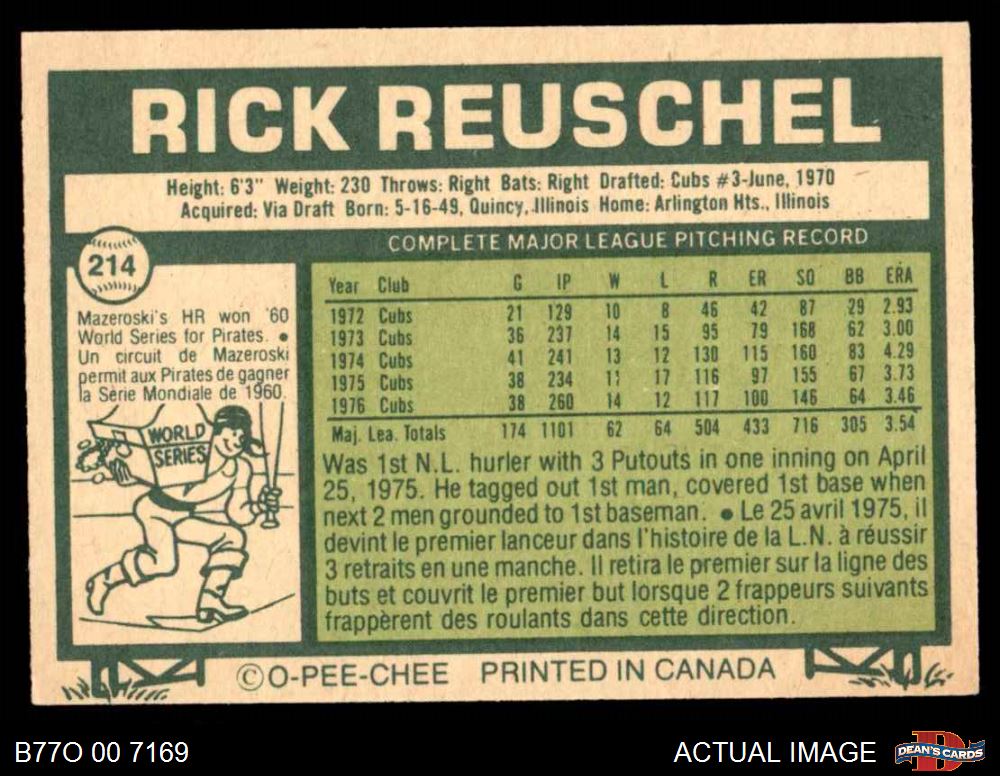 RICK REUSCHEL
Height: 6'3" Weight: 230 Throws: Right Bats: Right Drafted: Cubs #3-June, 1970
Acquired: Via Draft Born: 5-16-49, Quincy, Illinois Home: Arlington Hts., Illinois
COMPLETE MAJOR LEAGUE PITCHING RECORD
214
Mazeroski's HR won '60
World Series for Pirates. ●
Un circuit de Mazeroski
permit aux Pirates de gagner
la Série Mondiale de 1960.
WORLD
SERIES
Year Club G IP W L R ER SO BB ERA
1972 Cubs 21 129 10 8 46 42 87 29 2.93
1973 Cubs 36 237 14 15 95 79 168 62 3.00
1974 Cubs 41 241 13 12 130 115 160 83 4.29
1975 Cubs 38 234 11 17 116 97 155 67 3.73
1976 Cubs 38 260 14 12 117 100 146 64 3.46
Maj. Lea. Totals 174 1101 62 64 504 433 716 305 3.54
Was 1st N.L. hurler with 3 Putouts in one inning on April
25, 1975. He tagged out 1st man, covered 1st base when
next 2 men grounded to 1st baseman. ● Le 25 avril 1975, il
devint le premier lanceur dans l'histoire de la L.N. à réussir
3 retraits en une manche. Il retira le premier sur la ligne des
buts et couvrit le premier but lorsque 2 frappeurs suivants
frappèrent des roulants dans cette direction.
©O-PEE-CHEE PRINTED IN CANADA
B77O 00 7169
ACTUAL IMAGE
DEAN'S CARDS